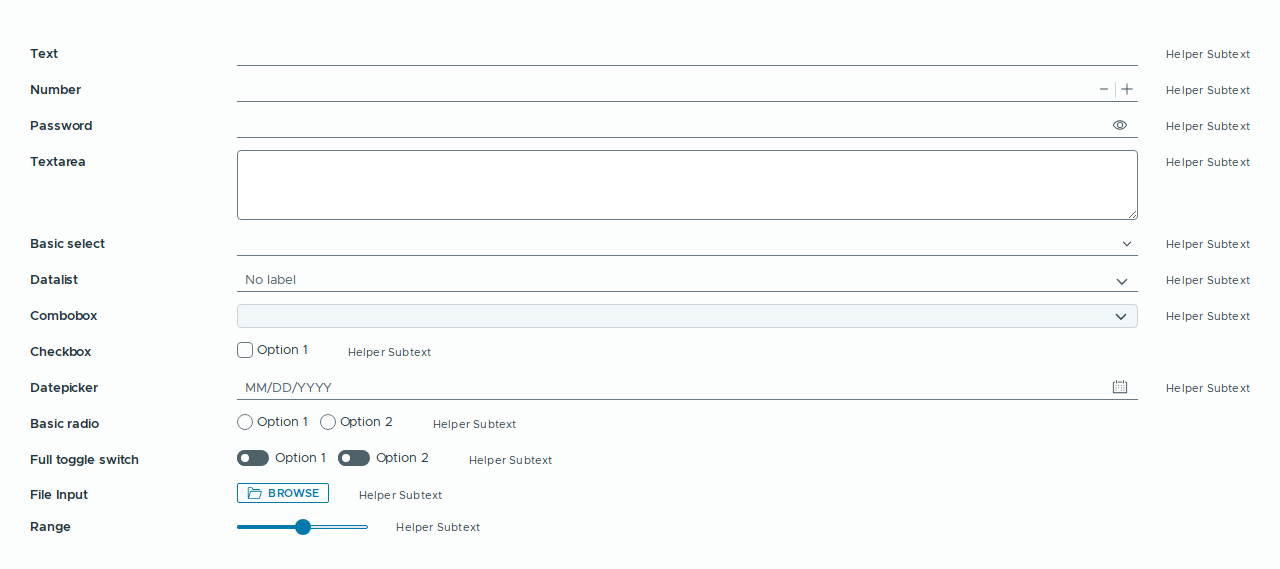 Text Helper Subtext
Number Helper Subtext
Password Helper Subtext
Textarea Helper Subtext
Basic select Helper Subtext
Datalist No label Helper Subtext
Combobox Helper Subtext
Checkbox Option 1 Helper Subtext
Datepicker MM/DD/YYYY Helper Subtext
Basic radio Option 1 Option 2 Helper Subtext
Full toggle switch Option 1 Option 2 Helper Subtext
File Input BROWSE Helper Subtext
Range Helper Subtext